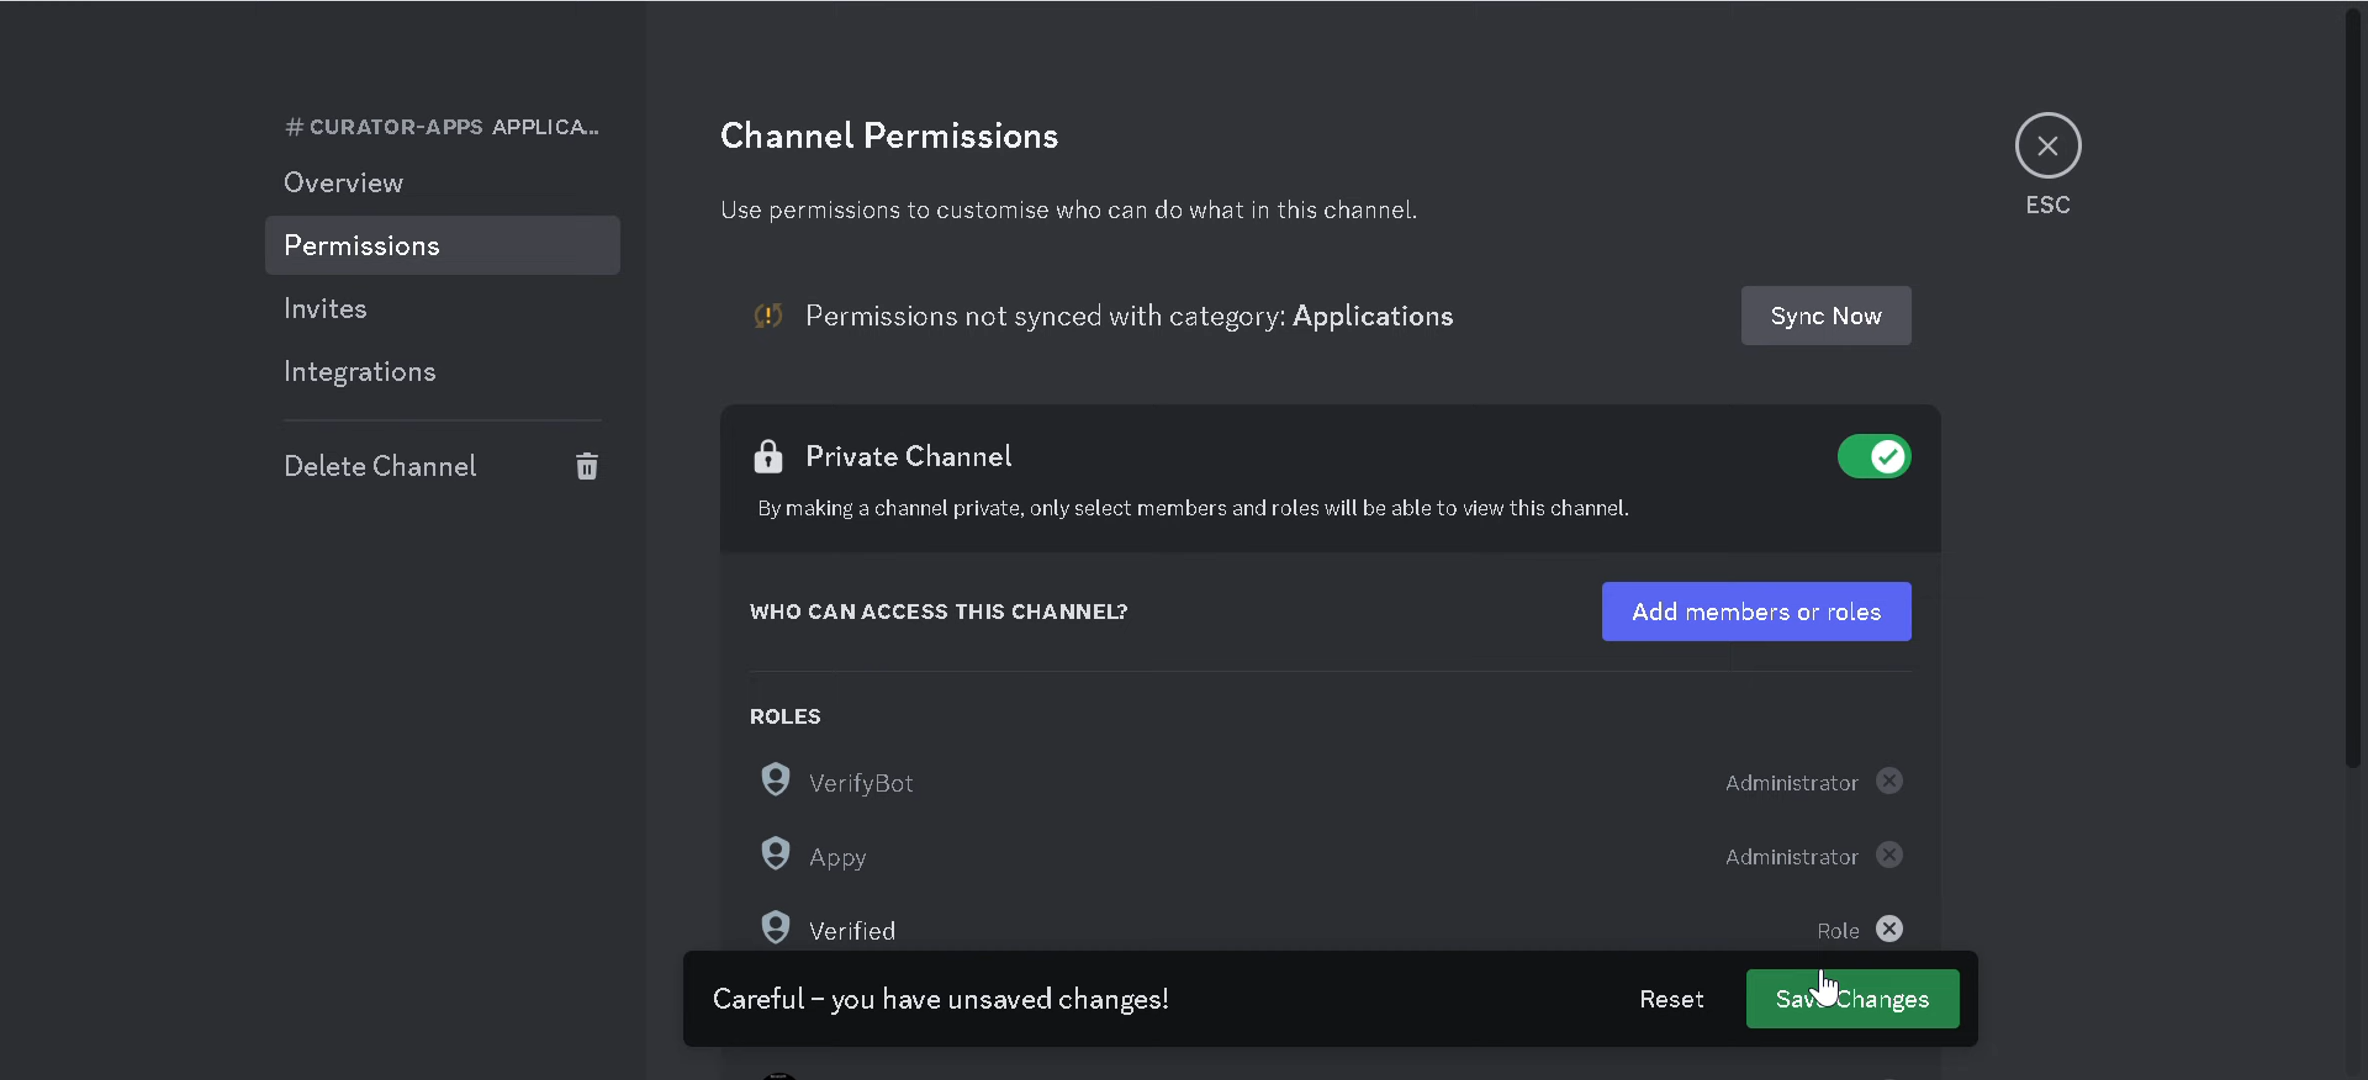 # CURATOR-APPS APPLICA...
Overview
Permissions
Invites
Integrations
Delete Channel
Channel Permissions
Use permissions to customise who can do what in this channel.
ESC
Permissions not synced with category: Applications
Sync Now
Private Channel
By making a channel private, only select members and roles will be able to view this channel.
WHO CAN ACCESS THIS CHANNEL?
Add members or roles
ROLES
VerifyBot
Administrator
Appy
Administrator
Verified
Role
Careful – you have unsaved changes!
Reset
Save Changes